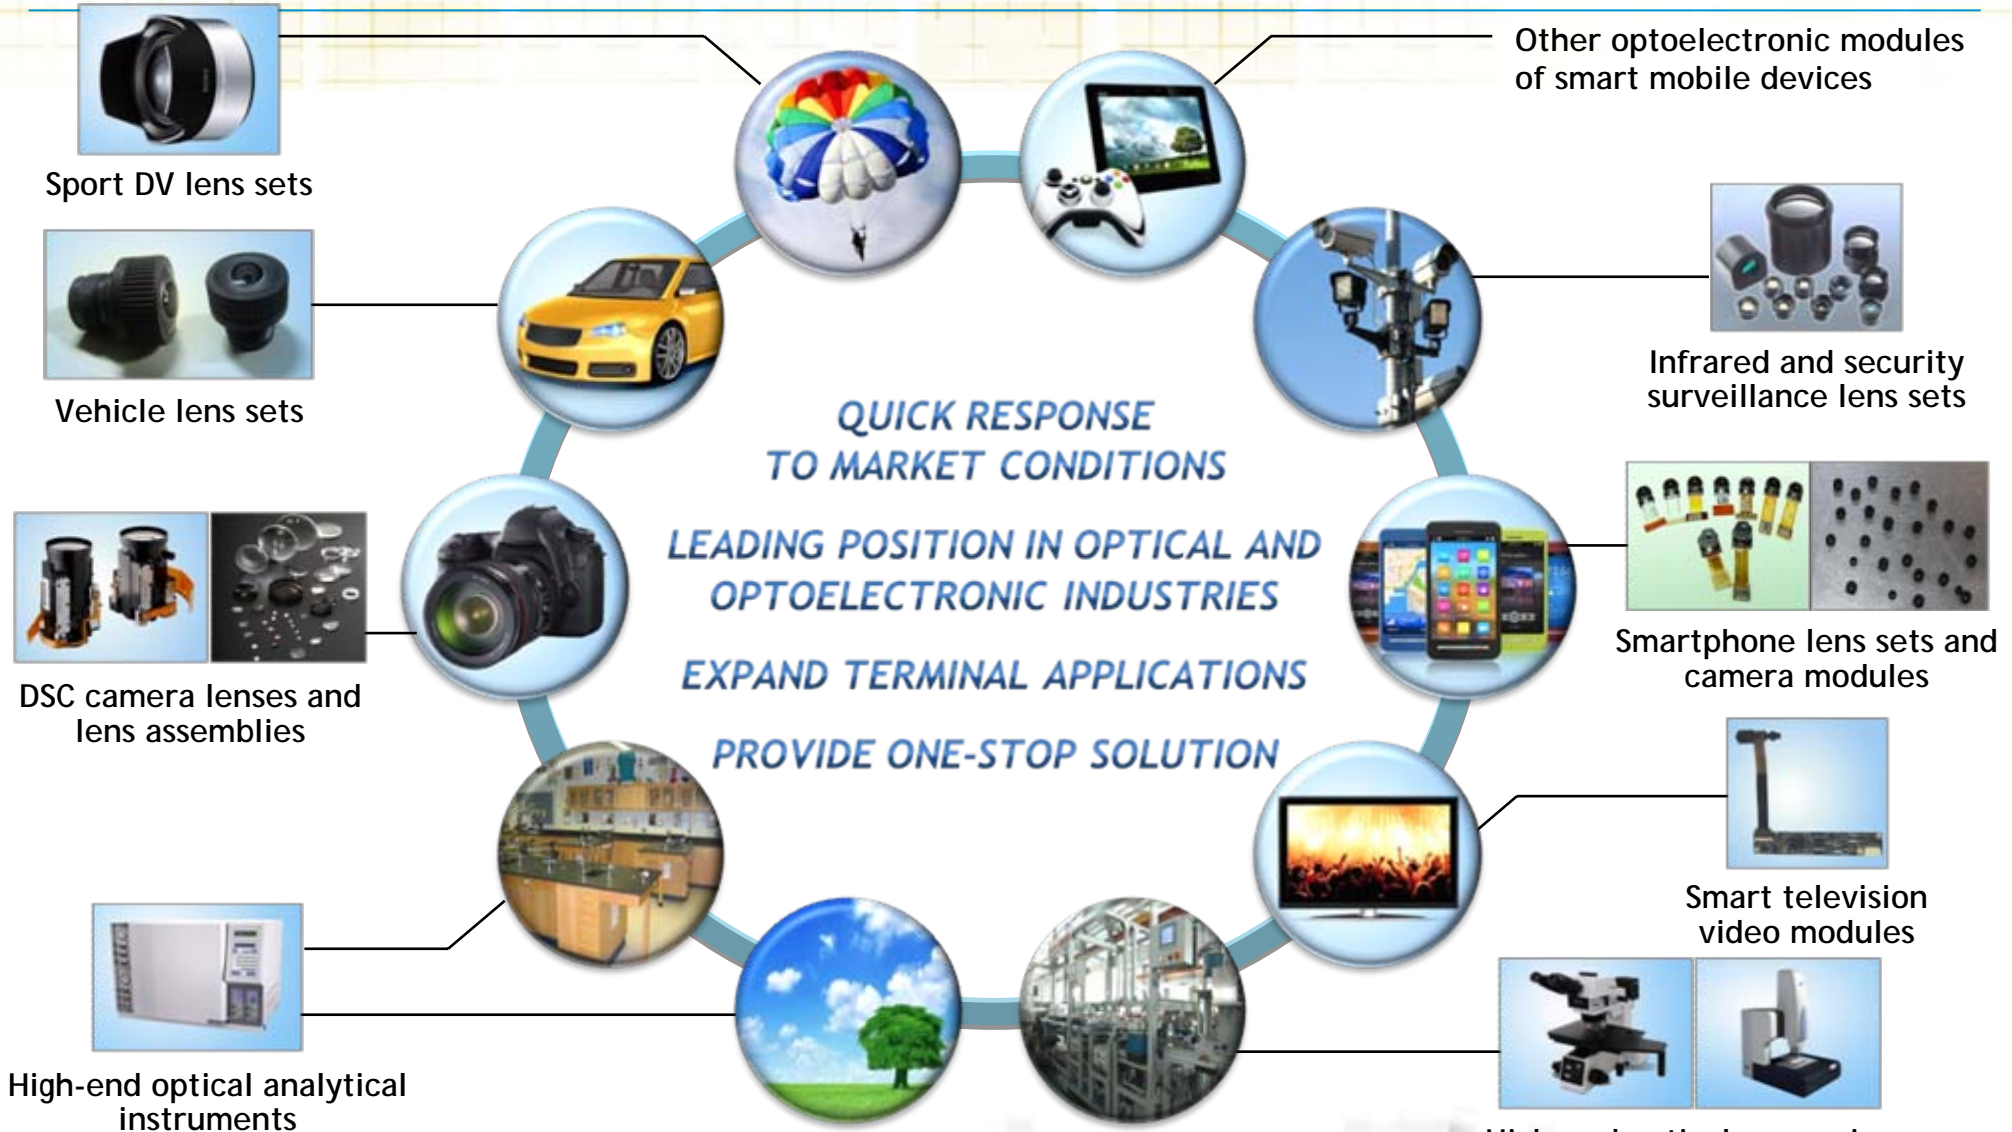 Other optoelectronic modules
of smart mobile devices
Sport DV lens sets
Infrared and security
surveillance lens sets
Vehicle lens sets
QUICK RESPONSE
TO MARKET CONDITIONS
LEADING POSITION IN OPTICAL AND
OPTOELECTRONIC INDUSTRIES
EXPAND TERMINAL APPLICATIONS
PROVIDE ONE-STOP SOLUTION
Smartphone lens sets and
camera modules
DSC camera lenses and
lens assemblies
Smart television
video modules
High-end optical analytical
instruments